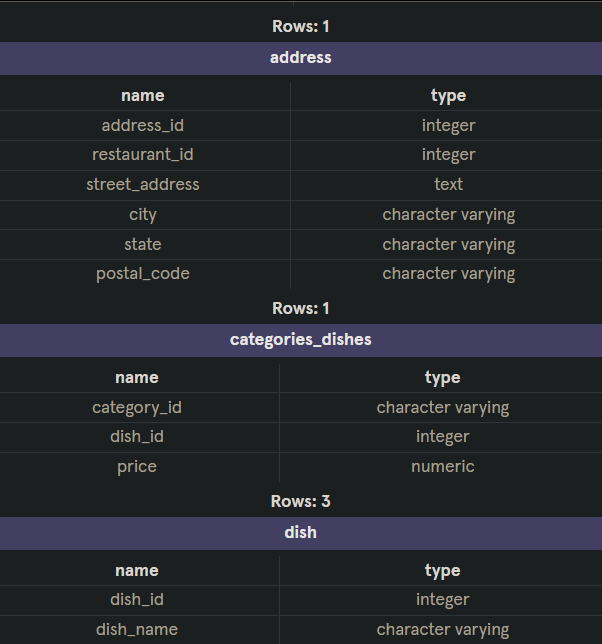 Rows: 1
address
name type
address_id integer
restaurant_id integer
street_address text
city character varying
state character varying
postal_code character varying
Rows: 1
categories_dishes
name type
category_id character varying
dish_id integer
price numeric
Rows: 3
dish
name type
dish_id integer
dish_name character varying